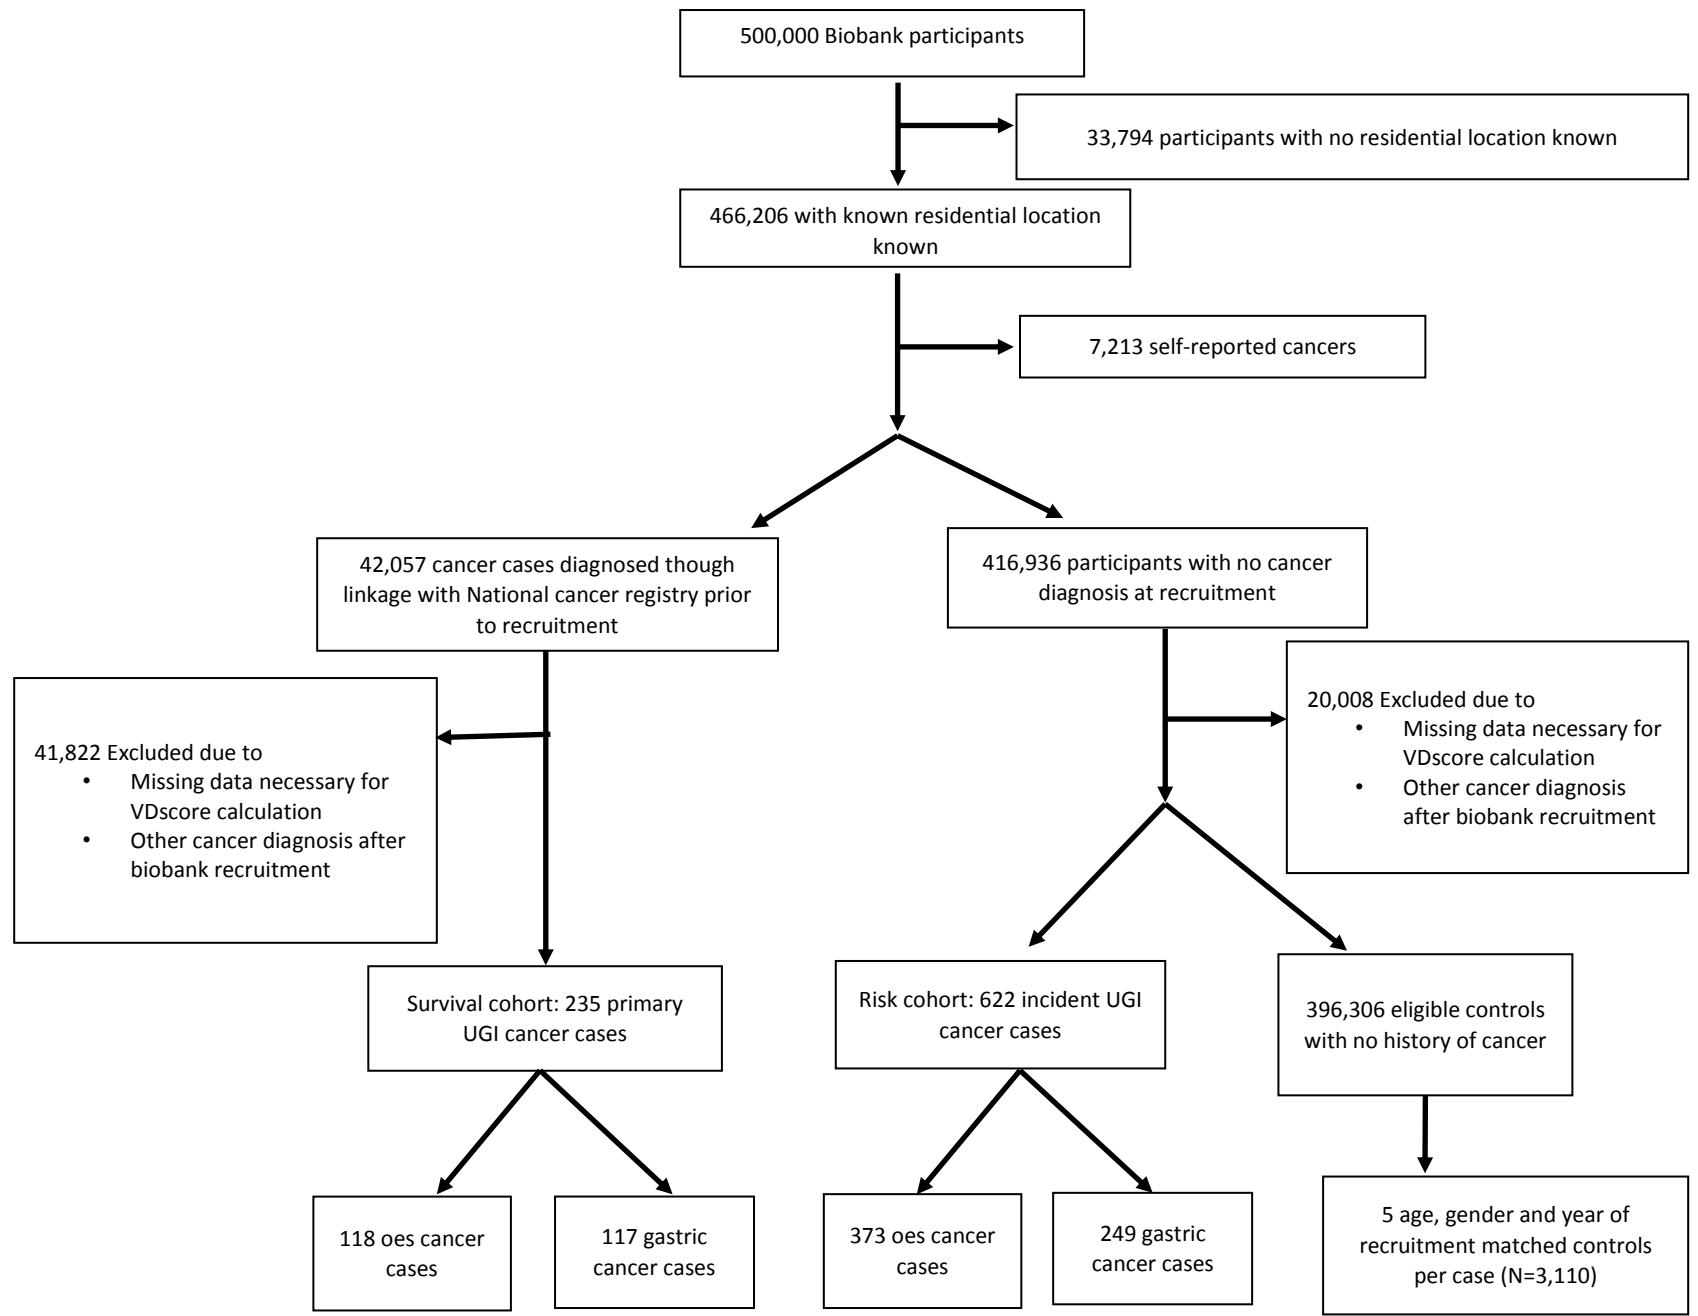 500,000 Biobank participants
33,794 participants with no residential location known
466,206 with known residential location
known
7,213 self-reported cancers
42,057 cancer cases diagnosed though
linkage with National cancer registry prior
to recruitment
416,936 participants with no cancer
diagnosis at recruitment
41,822 Excluded due to
• Missing data necessary for
VDscore calculation
• Other cancer diagnosis after
biobank recruitment
20,008 Excluded due to
• Missing data necessary for
VDscore calculation
• Other cancer diagnosis
after biobank recruitment
Survival cohort: 235 primary
UGI cancer cases
Risk cohort: 622 incident UGI
cancer cases
396,306 eligible controls
with no history of cancer
118 oes cancer
cases
117 gastric
cancer cases
373 oes cancer
cases
249 gastric
cancer cases
5 age, gender and year of
recruitment matched controls
per case (N=3,110)